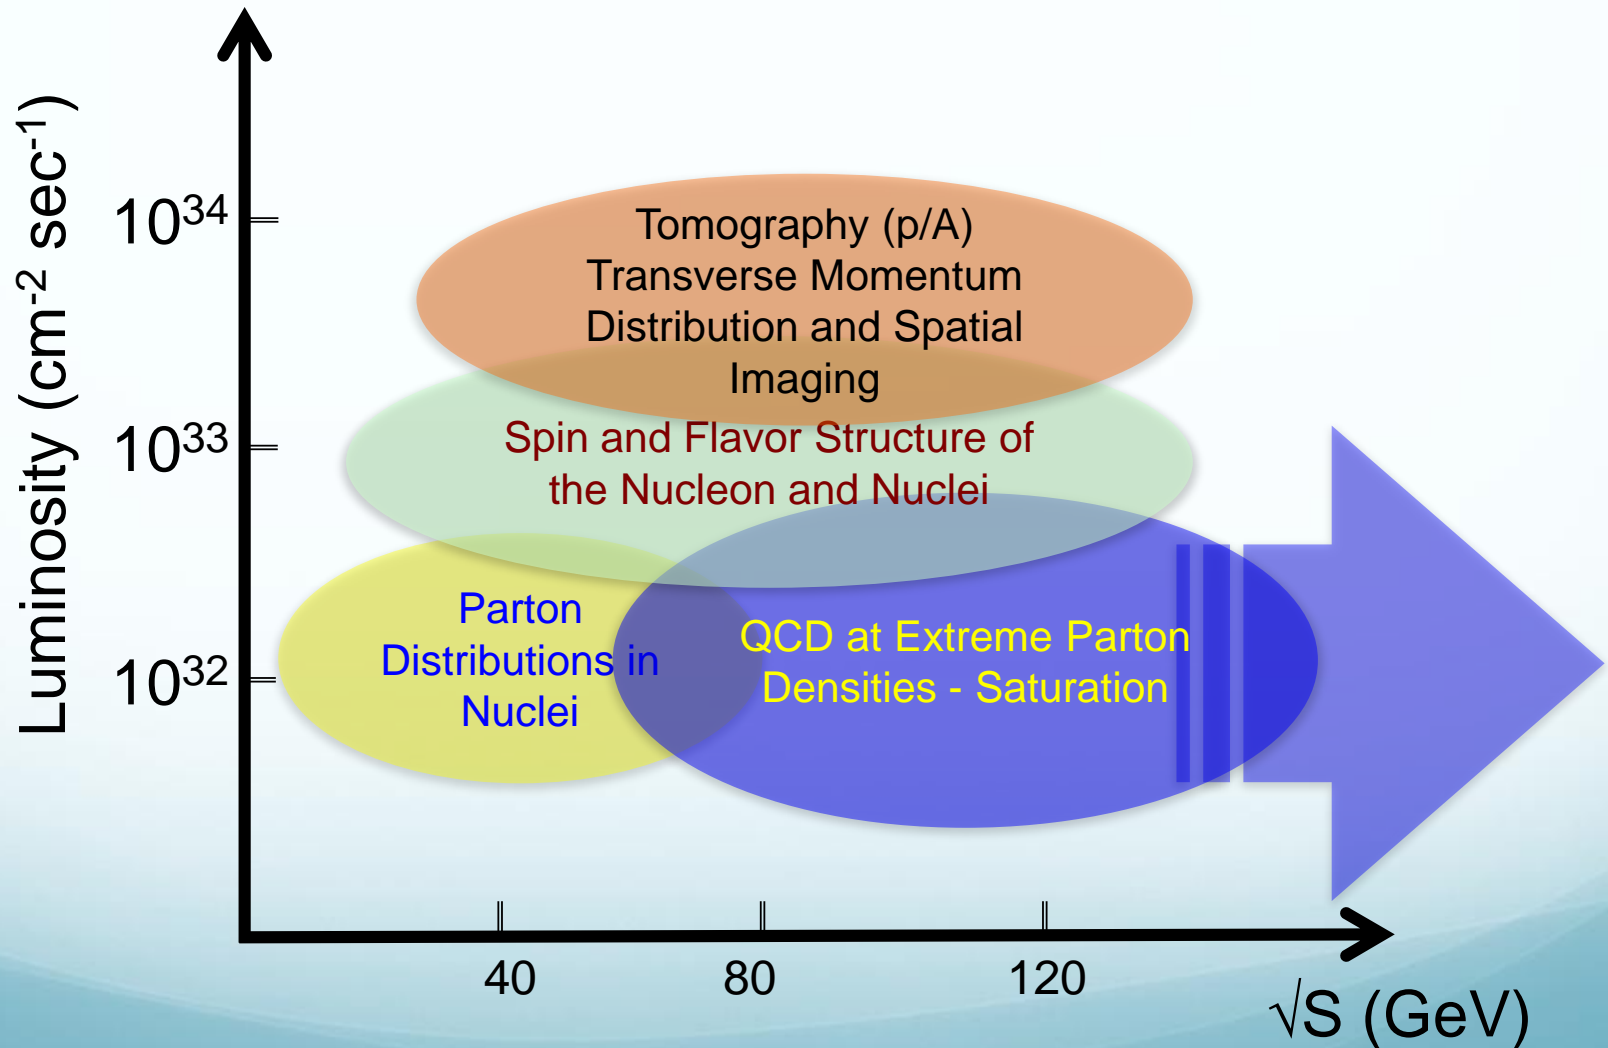 Luminosity (cm⁻² sec⁻¹)
10³⁴
10³³
10³²
Tomography (p/A)
Transverse Momentum
Distribution and Spatial
Imaging
Spin and Flavor Structure of
the Nucleon and Nuclei
Parton
Distributions in
Nuclei
QCD at Extreme Parton
Densities - Saturation
40
80
120
√S (GeV)